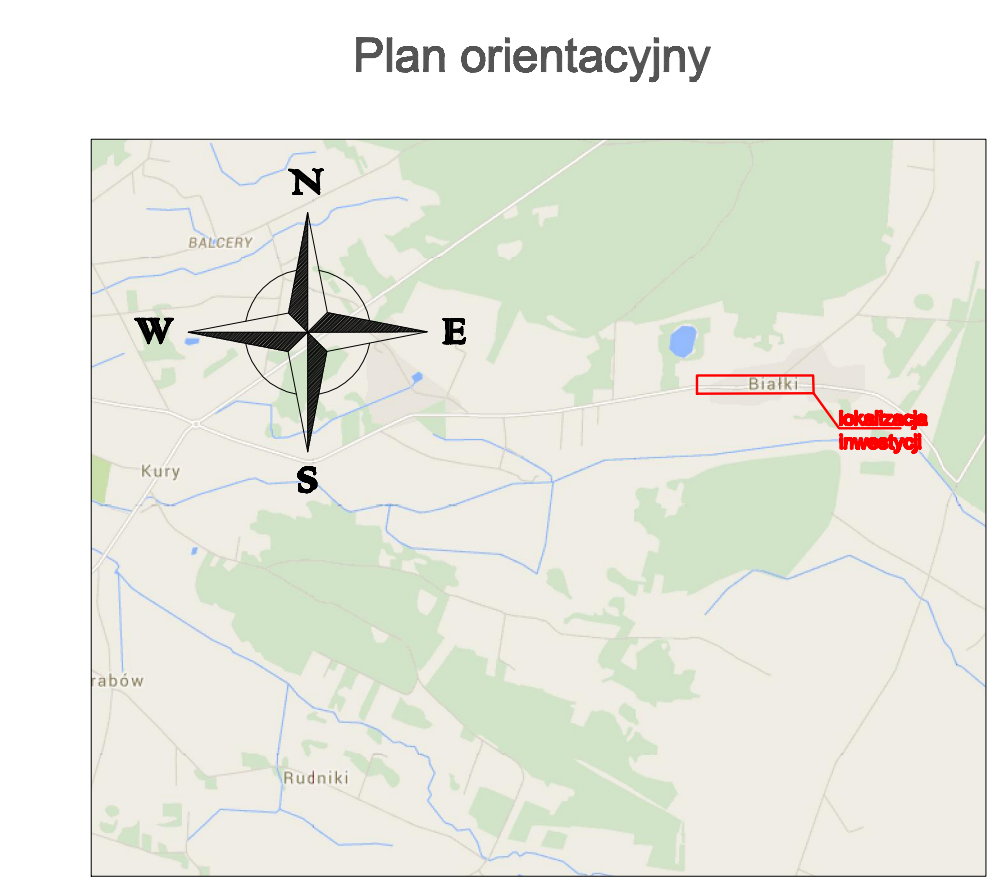 Plan orientacyjny
N
BALCERY
W
E
Białki
lokalizacja
inwestycji
Kury
S
rabów
Rudniki